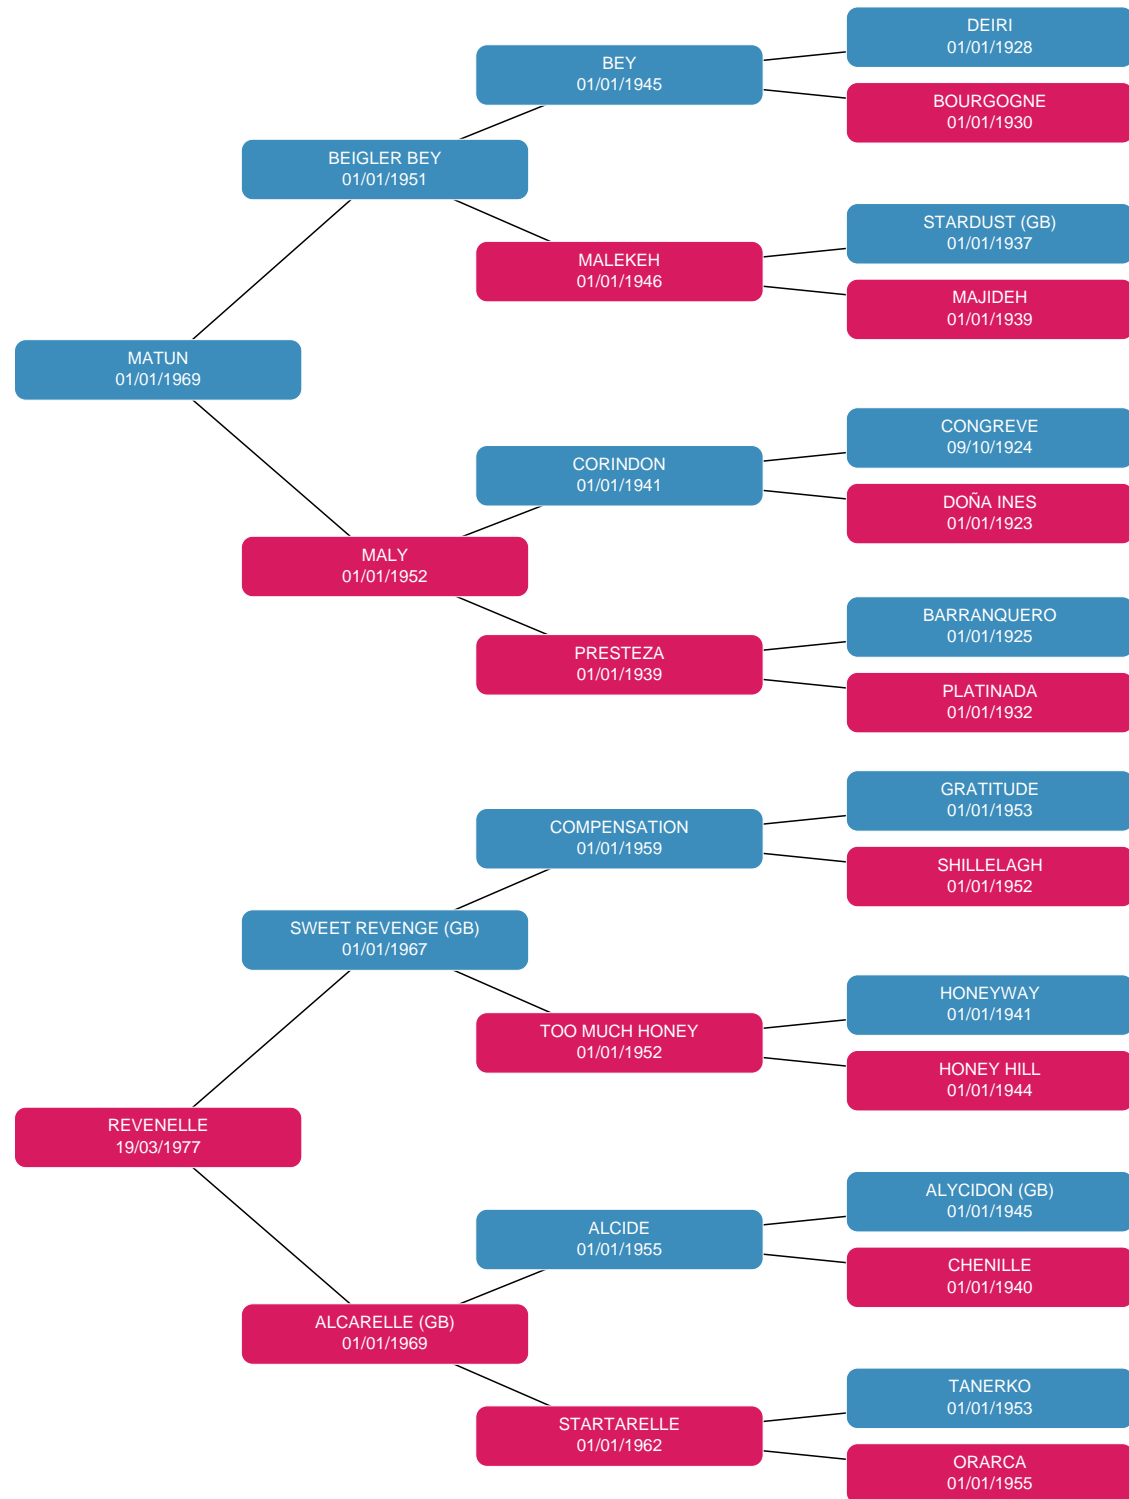 DEIRI
01/01/1928
BEY
01/01/1945
BOURGOGNE
01/01/1930
BEIGLER BEY
01/01/1951
STARDUST (GB)
01/01/1937
MALEKEH
01/01/1946
MAJIDEH
01/01/1939
MATUN
01/01/1969
CONGREVE
09/10/1924
CORINDON
01/01/1941
DOÑA INES
01/01/1923
MALY
01/01/1952
BARRANQUERO
01/01/1925
PRESTEZA
01/01/1939
PLATINADA
01/01/1932
GRATITUDE
01/01/1953
COMPENSATION
01/01/1959
SHILLELAGH
01/01/1952
SWEET REVENGE (GB)
01/01/1967
HONEYWAY
01/01/1941
TOO MUCH HONEY
01/01/1952
HONEY HILL
01/01/1944
REVENELLE
19/03/1977
ALYCIDON (GB)
01/01/1945
ALCIDE
01/01/1955
CHENILLE
01/01/1940
ALCARELLE (GB)
01/01/1969
TANERKO
01/01/1953
STARTARELLE
01/01/1962
ORARCA
01/01/1955